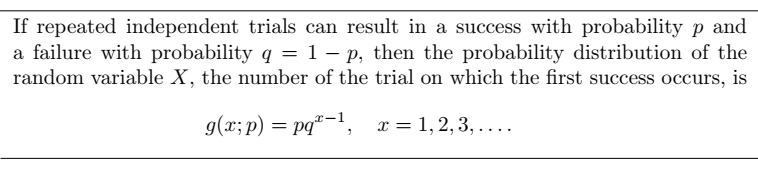 If repeated independent trials can result in a success with probability p and
a failure with probability q = 1 − p, then the probability distribution of the
random variable X, the number of the trial on which the first success occurs, is
g(x; p) = pq^{x−1},    x = 1, 2, 3, . . . .